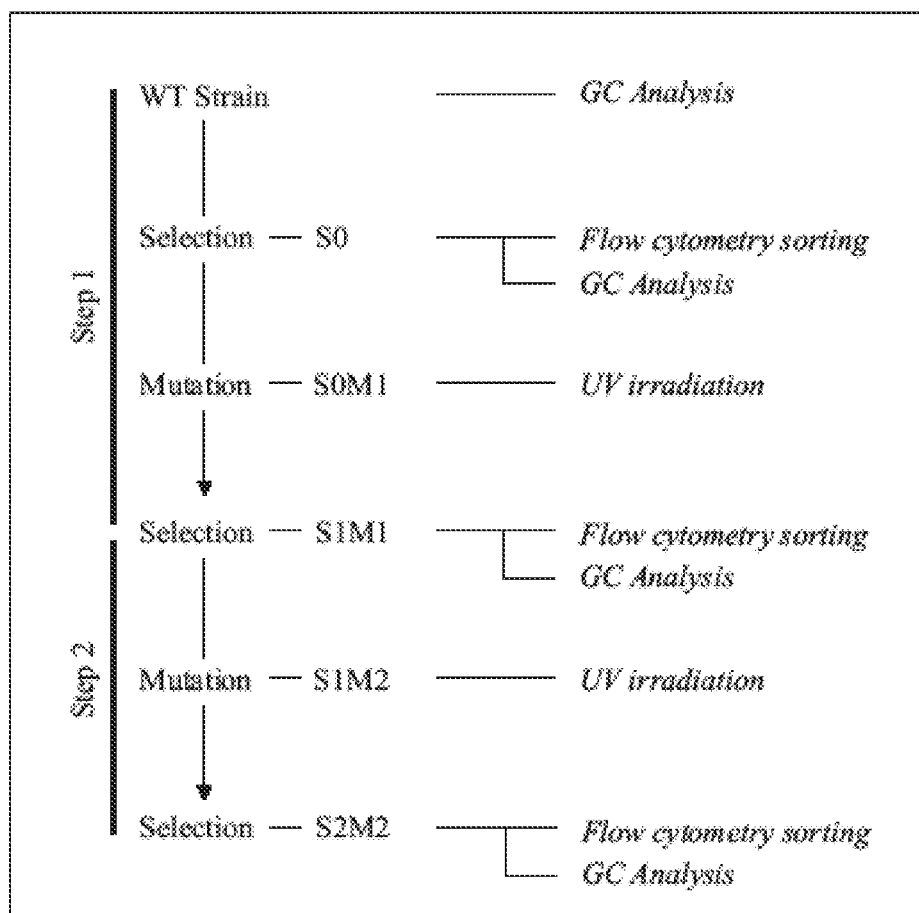 WT Strain GC Analysis
Selection S0 Flow cytometry sorting
GC Analysis
Step 1
Mutation S0M1 UV irradiation
Selection S1M1 Flow cytometry sorting
GC Analysis
Step 2
Mutation S1M2 UV irradiation
Selection S2M2 Flow cytometry sorting
GC Analysis